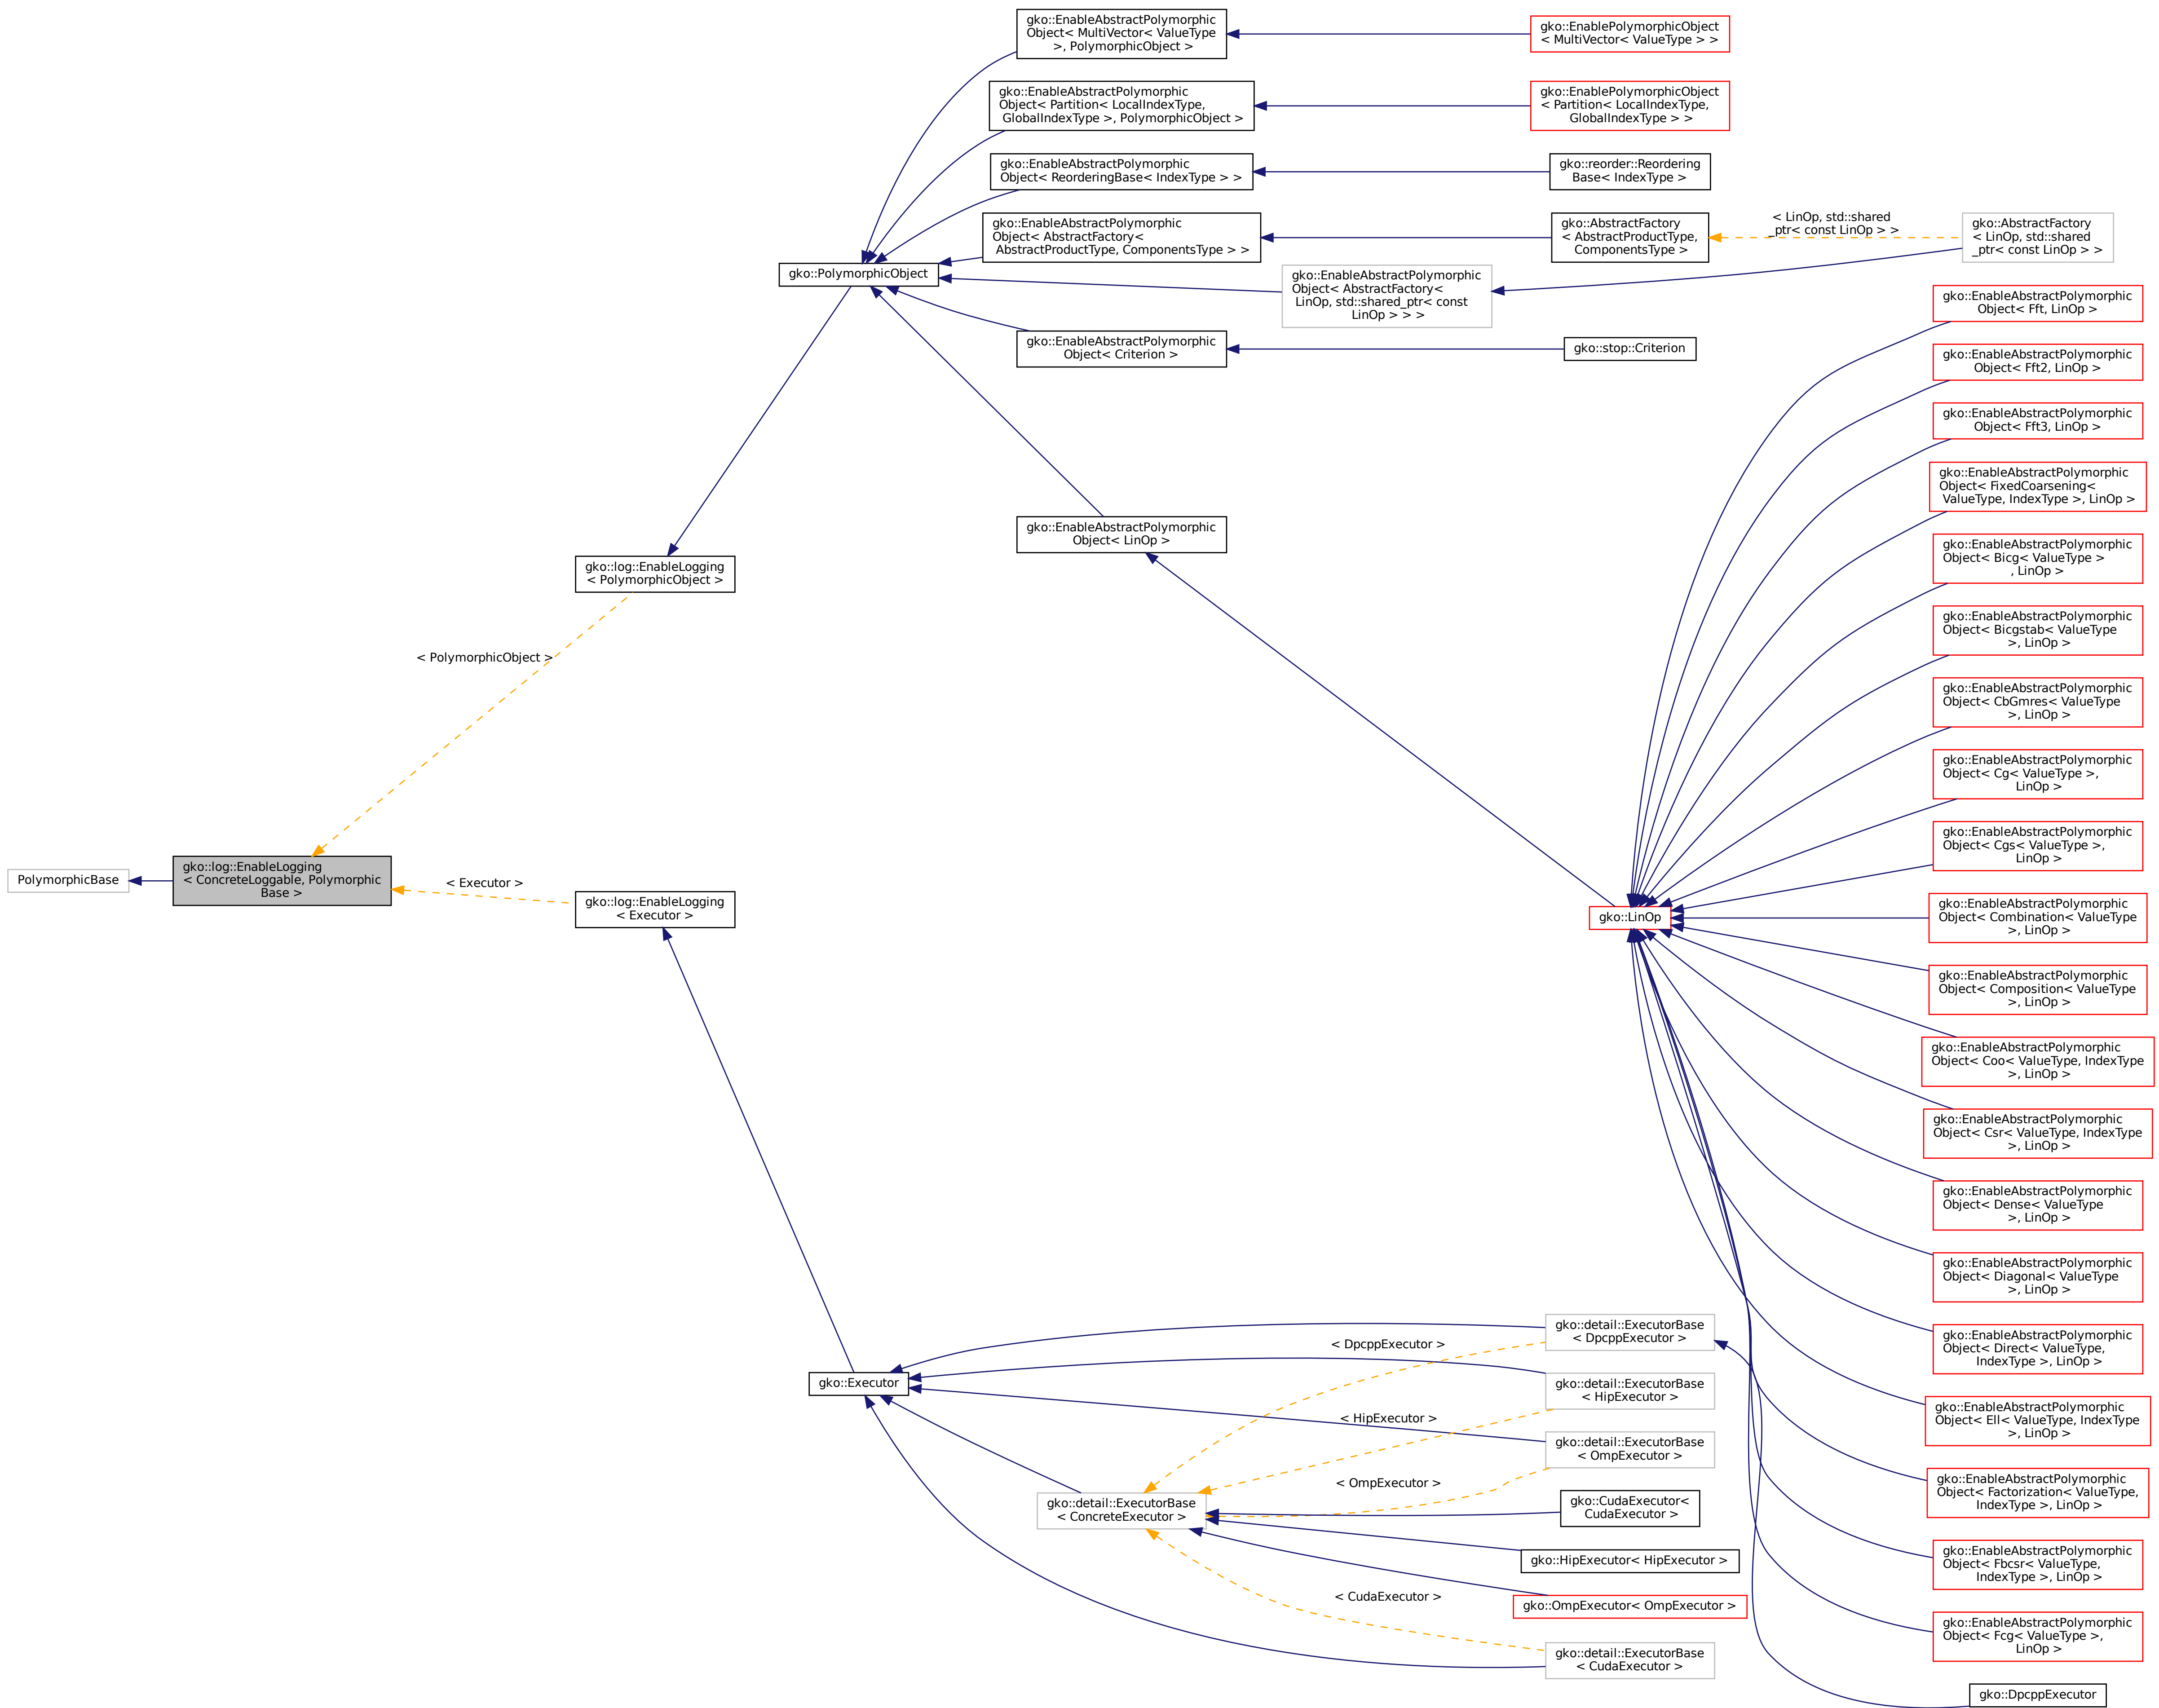 gko::EnableAbstractPolymorphic
Object< MultiVector< ValueType
>, PolymorphicObject >
gko::EnablePolymorphicObject
< MultiVector< ValueType > >
gko::EnableAbstractPolymorphic
Object< Partition< LocalIndexType,
GlobalIndexType >, PolymorphicObject >
gko::EnablePolymorphicObject
< Partition< LocalIndexType,
GlobalIndexType > >
gko::EnableAbstractPolymorphic
Object< ReorderingBase< IndexType > >
gko::reorder::Reordering
Base< IndexType >
gko::EnableAbstractPolymorphic
Object< AbstractFactory<
AbstractProductType, ComponentsType > >
gko::AbstractFactory
< AbstractProductType,
ComponentsType >
< LinOp, std::shared
_ptr< const LinOp > >
gko::AbstractFactory
< LinOp, std::shared
_ptr< const LinOp > >
gko::PolymorphicObject
gko::EnableAbstractPolymorphic
Object< AbstractFactory<
LinOp, std::shared_ptr< const
LinOp > > >
gko::EnableAbstractPolymorphic
Object< Criterion >
gko::stop::Criterion
gko::EnableAbstractPolymorphic
Object< Fft, LinOp >
gko::EnableAbstractPolymorphic
Object< Fft2, LinOp >
gko::EnableAbstractPolymorphic
Object< Fft3, LinOp >
gko::EnableAbstractPolymorphic
Object< FixedCoarsening<
ValueType, IndexType >, LinOp >
gko::EnableAbstractPolymorphic
Object< LinOp >
gko::EnableAbstractPolymorphic
Object< Bicg< ValueType >
, LinOp >
gko::log::EnableLogging
< PolymorphicObject >
gko::EnableAbstractPolymorphic
Object< Bicgstab< ValueType
>, LinOp >
< PolymorphicObject >
gko::EnableAbstractPolymorphic
Object< CbGmres< ValueType
>, LinOp >
gko::EnableAbstractPolymorphic
Object< Cg< ValueType >,
LinOp >
gko::EnableAbstractPolymorphic
Object< Cgs< ValueType >,
LinOp >
PolymorphicBase
gko::log::EnableLogging
< ConcreteLoggable, Polymorphic
Base >
< Executor >
gko::log::EnableLogging
< Executor >
gko::LinOp
gko::EnableAbstractPolymorphic
Object< Combination< ValueType
>, LinOp >
gko::EnableAbstractPolymorphic
Object< Composition< ValueType
>, LinOp >
gko::EnableAbstractPolymorphic
Object< Coo< ValueType, IndexType
>, LinOp >
gko::EnableAbstractPolymorphic
Object< Csr< ValueType, IndexType
>, LinOp >
gko::EnableAbstractPolymorphic
Object< Dense< ValueType
>, LinOp >
gko::EnableAbstractPolymorphic
Object< Diagonal< ValueType
>, LinOp >
gko::EnableAbstractPolymorphic
Object< Direct< ValueType,
IndexType >, LinOp >
gko::EnableAbstractPolymorphic
Object< Ell< ValueType, IndexType
>, LinOp >
gko::EnableAbstractPolymorphic
Object< Factorization< ValueType,
IndexType >, LinOp >
gko::EnableAbstractPolymorphic
Object< Fbcsr< ValueType,
IndexType >, LinOp >
gko::EnableAbstractPolymorphic
Object< Fcg< ValueType >,
LinOp >
gko::DpcppExecutor
gko::Executor
gko::detail::ExecutorBase
< DpcppExecutor >
< DpcppExecutor >
gko::detail::ExecutorBase
< HipExecutor >
< HipExecutor >
gko::detail::ExecutorBase
< OmpExecutor >
< OmpExecutor >
gko::detail::ExecutorBase
< ConcreteExecutor >
gko::CudaExecutor<
CudaExecutor >
gko::HipExecutor< HipExecutor >
gko::OmpExecutor< OmpExecutor >
< CudaExecutor >
gko::detail::ExecutorBase
< CudaExecutor >